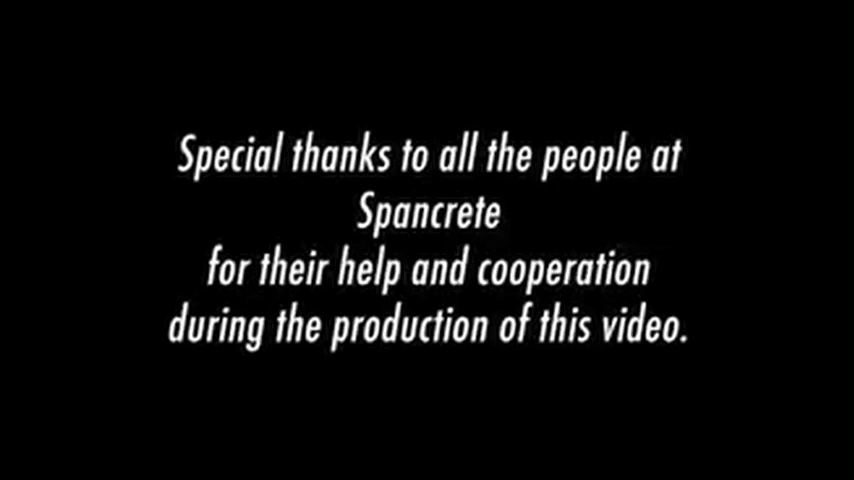 Special thanks to all the people at
Spancrete
for their help and cooperation
during the production of this video.